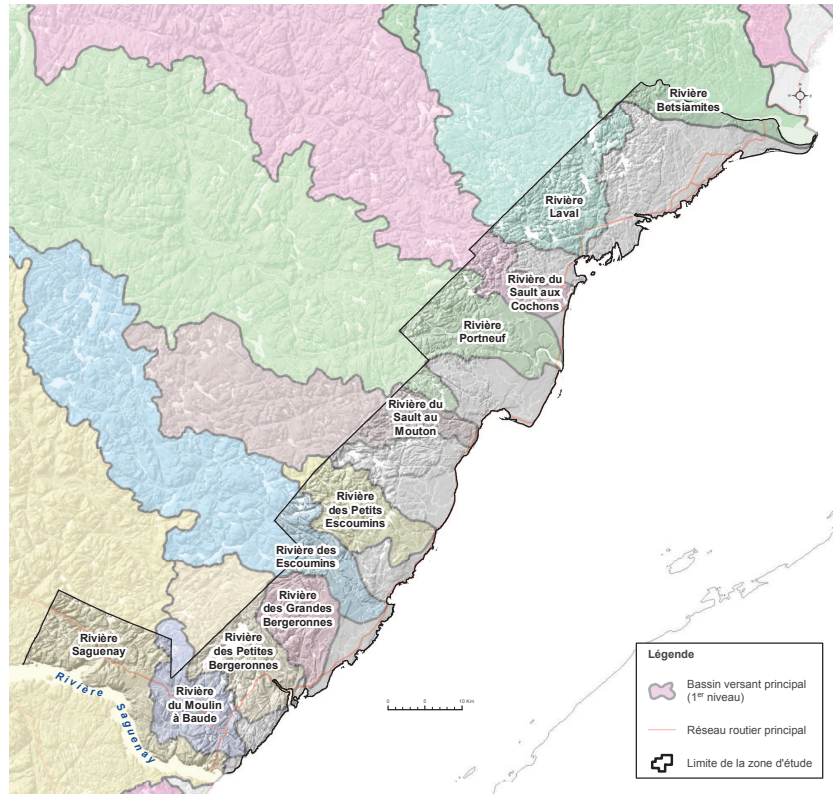 Rivière
Betsiamites
Rivière
Laval
Rivière du
Sault aux
Cochons
Rivière
Portneuf
Rivière du
Sault au
Mouton
Rivière
des Petits
Escoumins
Rivière des
Escoumins
Rivière
des Grandes
Bergeronnes
Rivière
des Petites
Bergeronnes
Rivière
Saguenay
Rivière
du Moulin
à Baude
Rivière Saguenay
0 5 10 Km
Légende
Bassin versant principal
(1er niveau)
Réseau routier principal
Limite de la zone d'étude